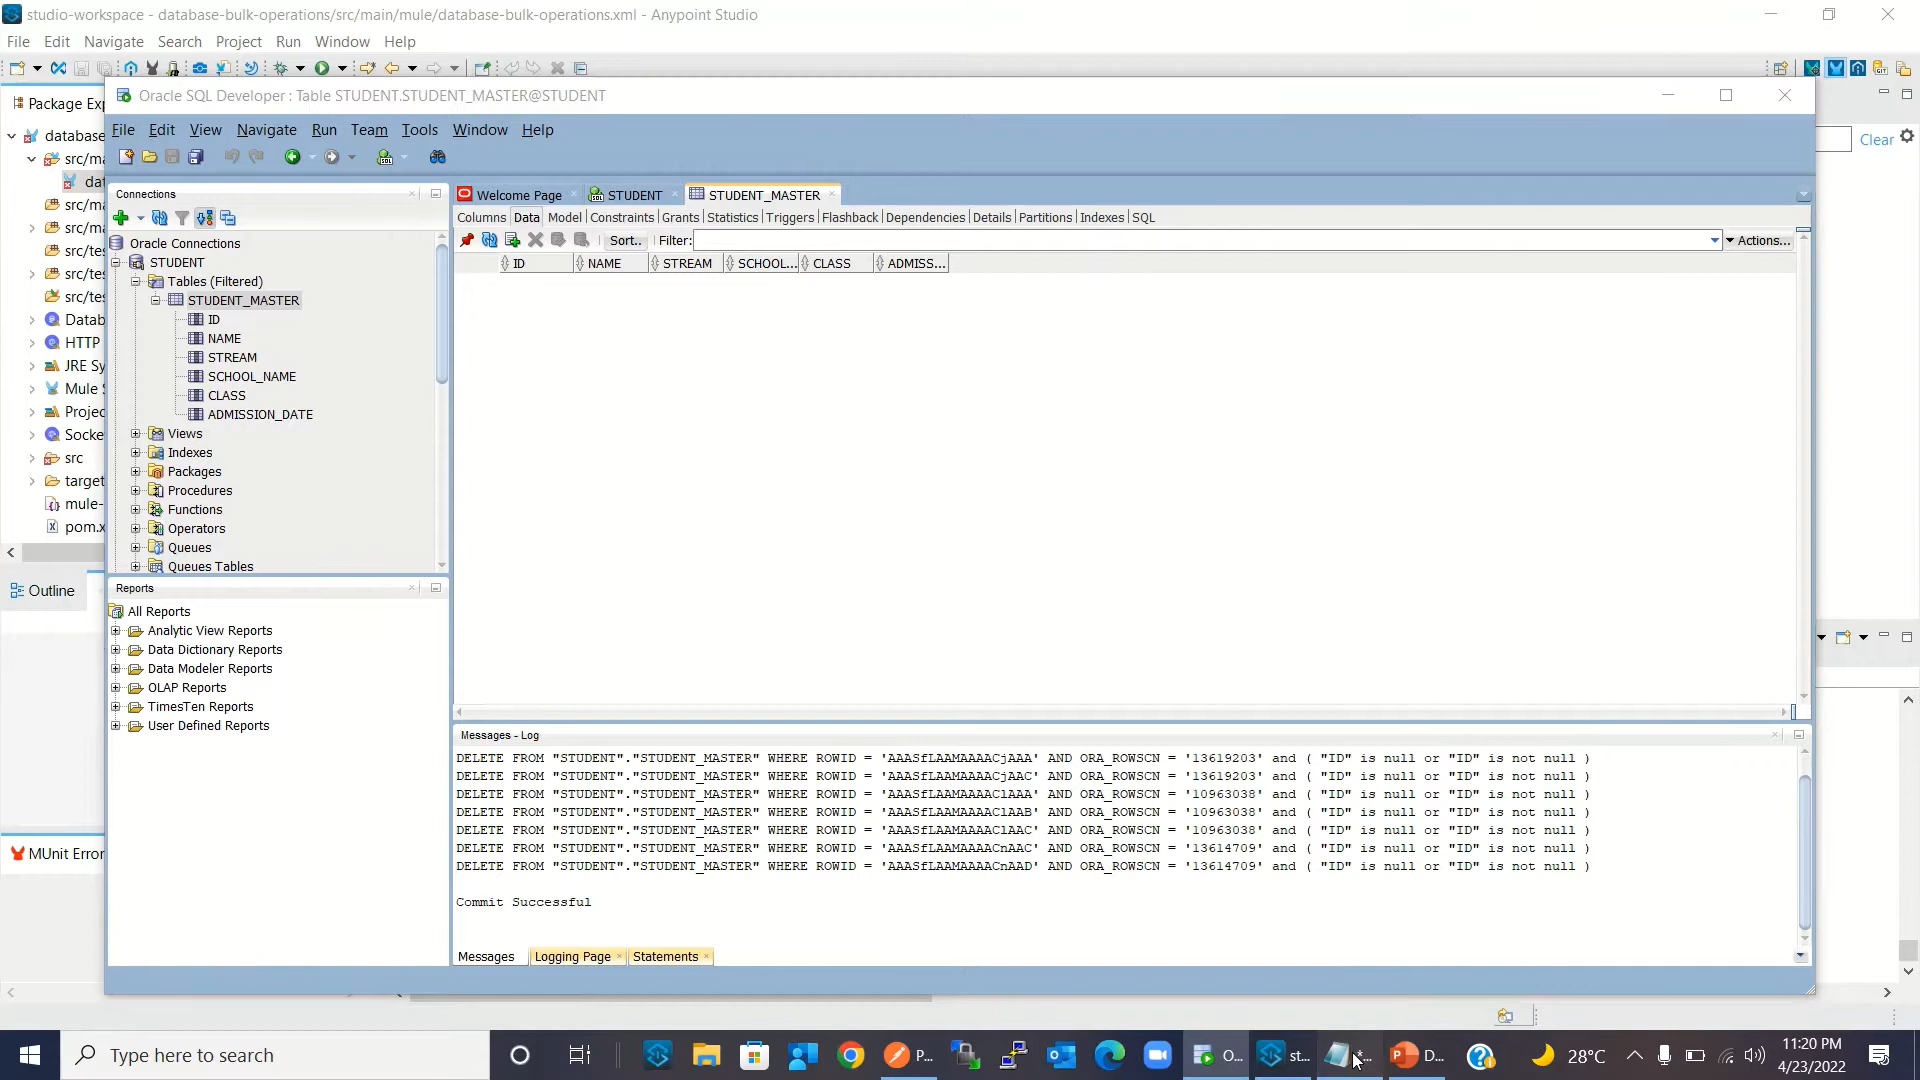 studio-workspace - database-bulk-operations/src/main/mule/database-bulk-operations.xml - Anypoint Studio
File Edit Navigate Search Project Run Window Help
Package Exp
Oracle SQL Developer : Table STUDENT.STUDENT_MASTER@STUDENT
File Edit View Navigate Run Team Tools Window Help
Clear
database
src/ma
dat
src/ma
src/ma
src/tes
src/tes
src/tes
Datab
HTTP
JRE Sy
Mule S
Projec
Socke
src
target
mule-
pom.x
Outline
MUnit Error
Connections
Oracle Connections
STUDENT
Tables (Filtered)
STUDENT_MASTER
ID
NAME
STREAM
SCHOOL_NAME
CLASS
ADMISSION_DATE
Views
Indexes
Packages
Procedures
Functions
Operators
Queues
Queues Tables
Reports
All Reports
Analytic View Reports
Data Dictionary Reports
Data Modeler Reports
OLAP Reports
TimesTen Reports
User Defined Reports
Welcome Page STUDENT STUDENT_MASTER
Columns Data Model Constraints Grants Statistics Triggers Flashback Dependencies Details Partitions Indexes SQL
Sort.. Filter: Actions...
ID NAME STREAM SCHOOL... CLASS ADMISS...
Messages - Log
DELETE FROM "STUDENT"."STUDENT_MASTER" WHERE ROWID = 'AAASfLAAMAAAACjAAA' AND ORA_ROWSCN = '13619203' and ( "ID" is null or "ID" is not null )
DELETE FROM "STUDENT"."STUDENT_MASTER" WHERE ROWID = 'AAASfLAAMAAAACjAAC' AND ORA_ROWSCN = '13619203' and ( "ID" is null or "ID" is not null )
DELETE FROM "STUDENT"."STUDENT_MASTER" WHERE ROWID = 'AAASfLAAMAAAAClAAA' AND ORA_ROWSCN = '10963038' and ( "ID" is null or "ID" is not null )
DELETE FROM "STUDENT"."STUDENT_MASTER" WHERE ROWID = 'AAASfLAAMAAAAClAAB' AND ORA_ROWSCN = '10963038' and ( "ID" is null or "ID" is not null )
DELETE FROM "STUDENT"."STUDENT_MASTER" WHERE ROWID = 'AAASfLAAMAAAAClAAC' AND ORA_ROWSCN = '10963038' and ( "ID" is null or "ID" is not null )
DELETE FROM "STUDENT"."STUDENT_MASTER" WHERE ROWID = 'AAASfLAAMAAAACnAAC' AND ORA_ROWSCN = '13614709' and ( "ID" is null or "ID" is not null )
DELETE FROM "STUDENT"."STUDENT_MASTER" WHERE ROWID = 'AAASfLAAMAAAACnAAD' AND ORA_ROWSCN = '13614709' and ( "ID" is null or "ID" is not null )
Commit Successful
Messages Logging Page Statements
Type here to search
P... O... st... *... D... 28°C
11:20 PM
4/23/2022